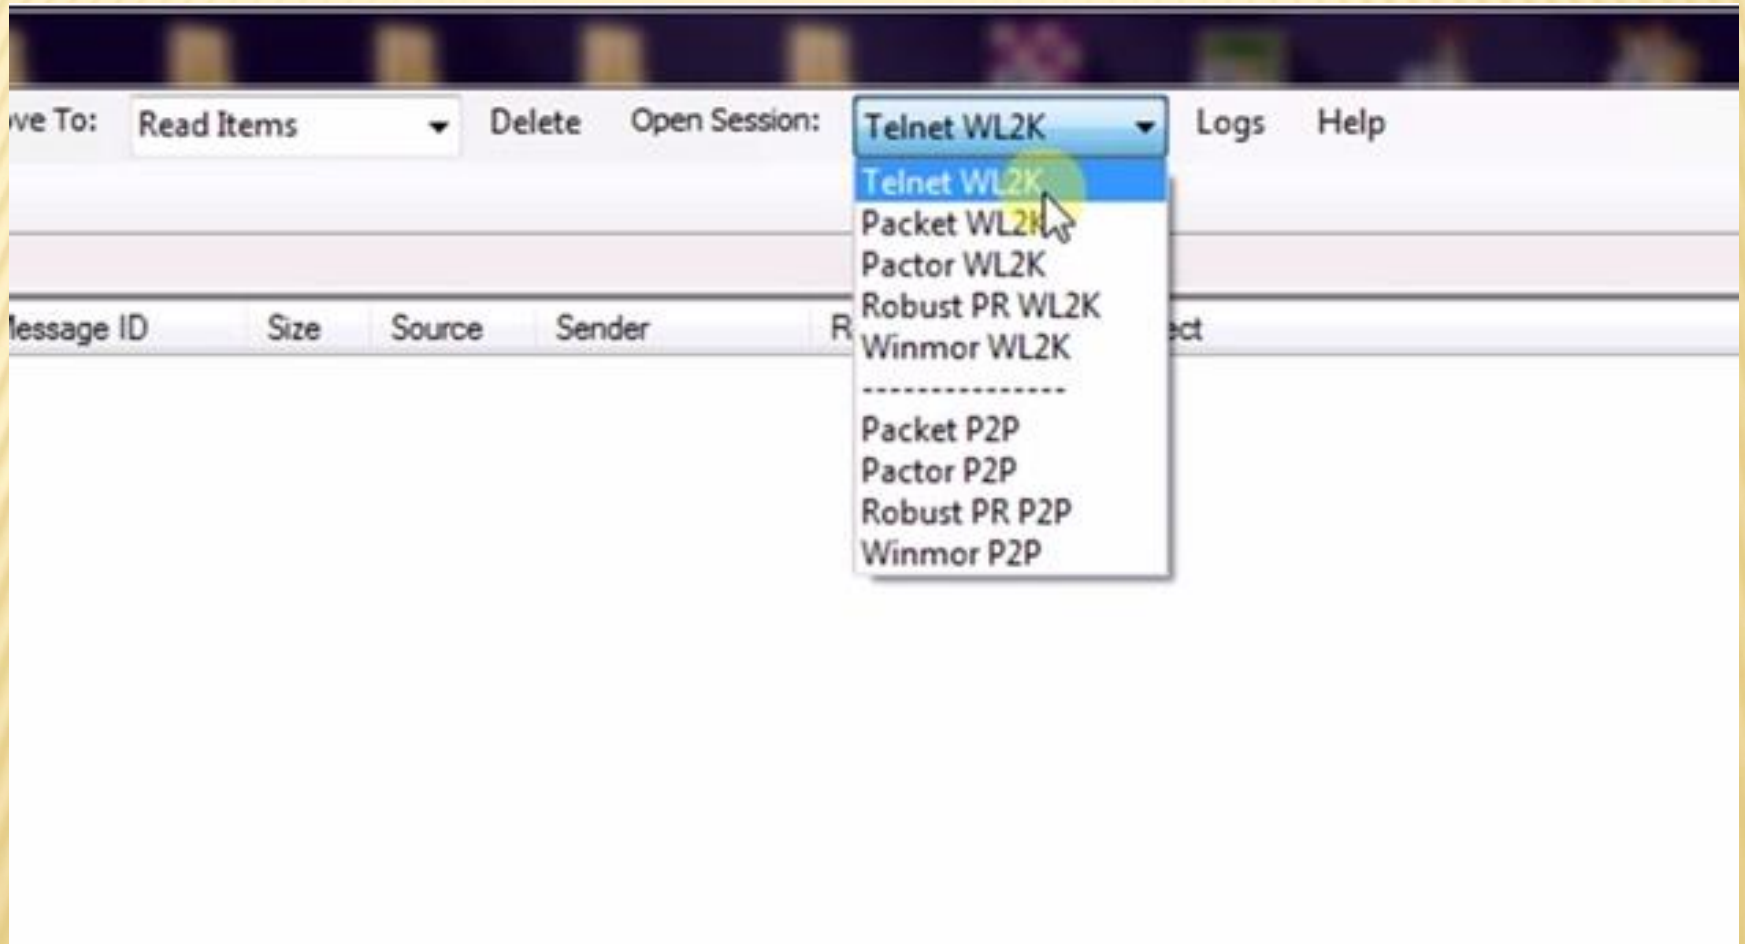 ve To: Read Items Delete Open Session: Telnet WL2K Logs Help
Telnet WL2K
Packet WL2K
Pactor WL2K
Robust PR WL2K
Message ID Size Source Sender R ect
Winmor WL2K
---------------
Packet P2P
Pactor P2P
Robust PR P2P
Winmor P2P